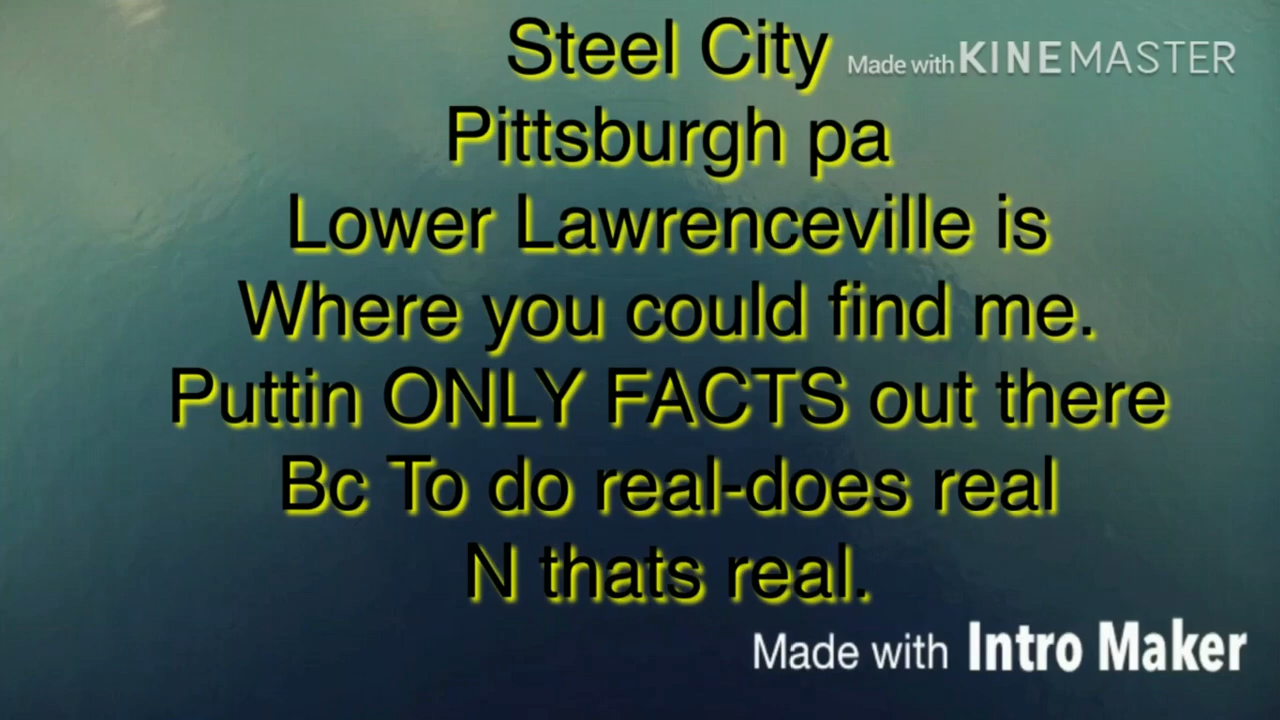 Steel City
Made with KINEMASTER
Pittsburgh pa
Lower Lawrenceville is
Where you could find me.
Puttin ONLY FACTS out there
Bc To do real-does real
N thats real.
Made with Intro Maker